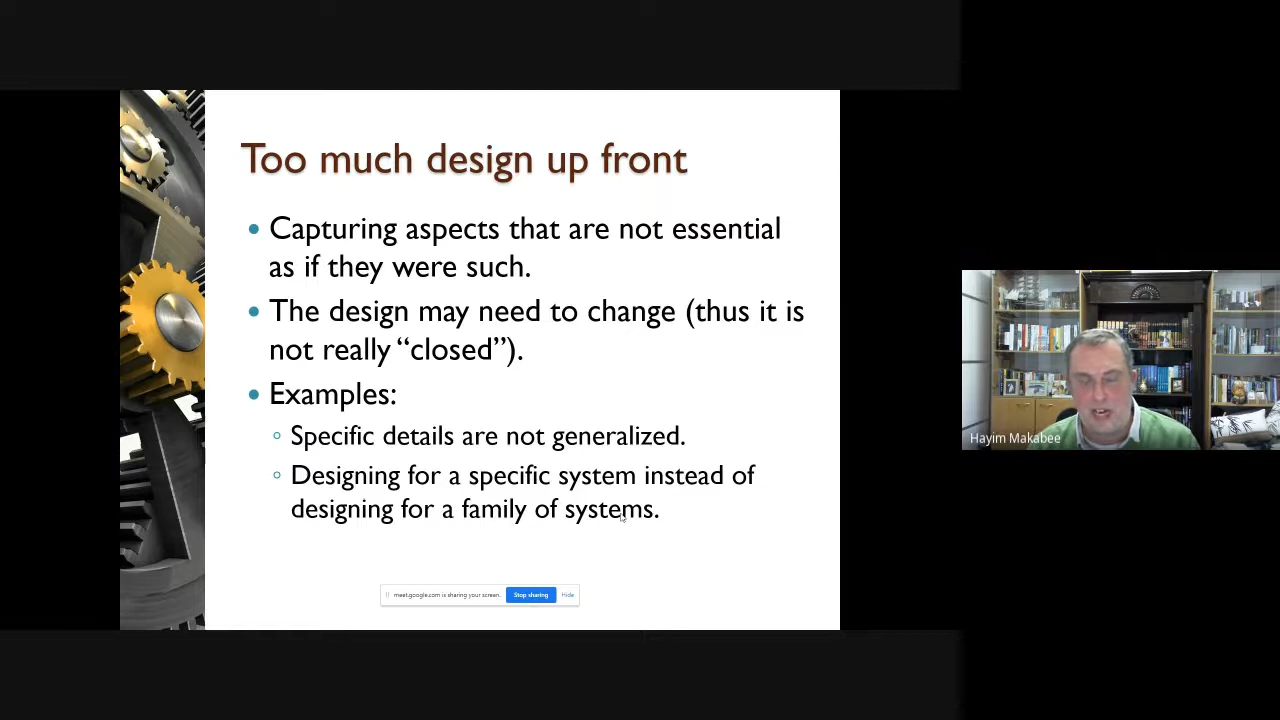 Too much design up front
• Capturing aspects that are not essential
as if they were such.
• The design may need to change (thus it is
not really “closed”).
• Examples:
◦ Specific details are not generalized.
◦ Designing for a specific system instead of
designing for a family of systems.
meet.google.com is sharing your screen. Stop sharing Hide
Hayim Makabee